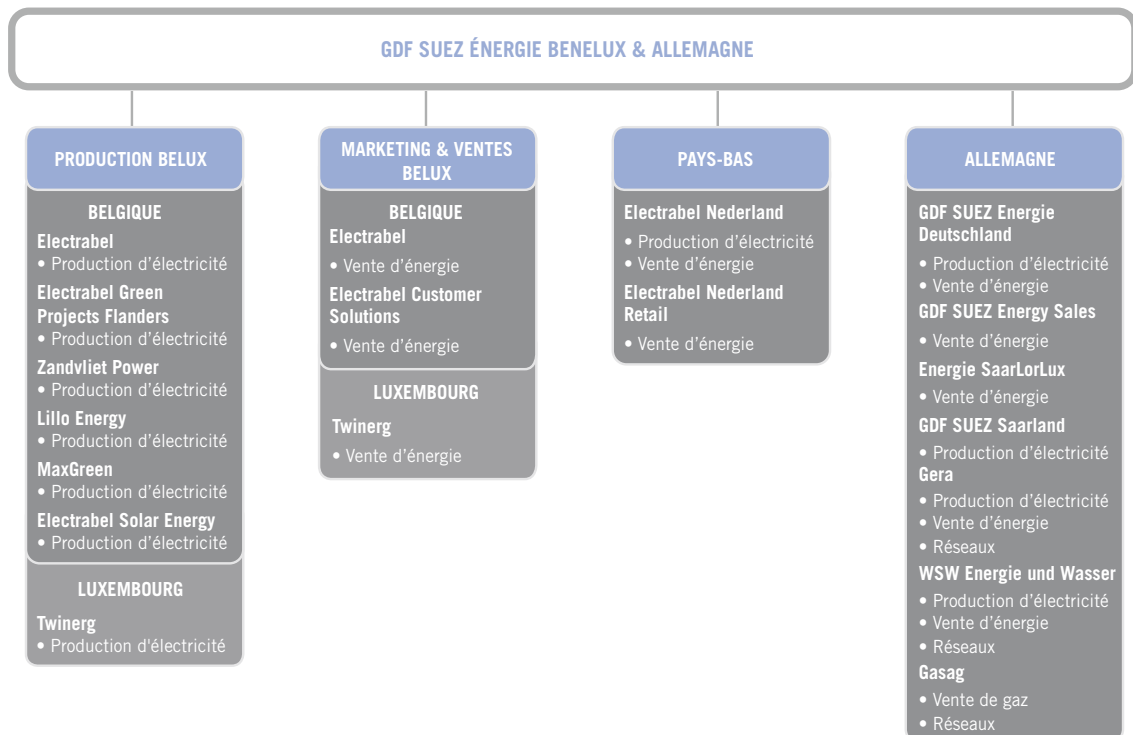 GDF SUEZ ÉNERGIE BENELUX & ALLEMAGNE
PRODUCTION BELUX
BELGIQUE
Electrabel
• Production d'électricité
Electrabel Green
Projects Flanders
• Production d'électricité
Zandvliet Power
• Production d'électricité
Lillo Energy
• Production d'électricité
MaxGreen
• Production d'électricité
Electrabel Solar Energy
• Production d'électricité
LUXEMBOURG
Twinerg
• Production d'électricité
MARKETING & VENTES
BELUX
BELGIQUE
Electrabel
• Vente d'énergie
Electrabel Customer
Solutions
• Vente d'énergie
LUXEMBOURG
Twinerg
• Vente d'énergie
PAYS-BAS
Electrabel Nederland
• Production d'électricité
• Vente d'énergie
Electrabel Nederland
Retail
• Vente d'énergie
ALLEMAGNE
GDF SUEZ Energie
Deutschland
• Production d'électricité
• Vente d'énergie
GDF SUEZ Energy Sales
• Vente d'énergie
Energie SaarLorLux
• Vente d'énergie
GDF SUEZ Saarland
• Production d'électricité
Gera
• Production d'électricité
• Vente d'énergie
• Réseaux
WSW Energie und Wasser
• Production d'électricité
• Vente d'énergie
• Réseaux
Gasag
• Vente de gaz
• Réseaux